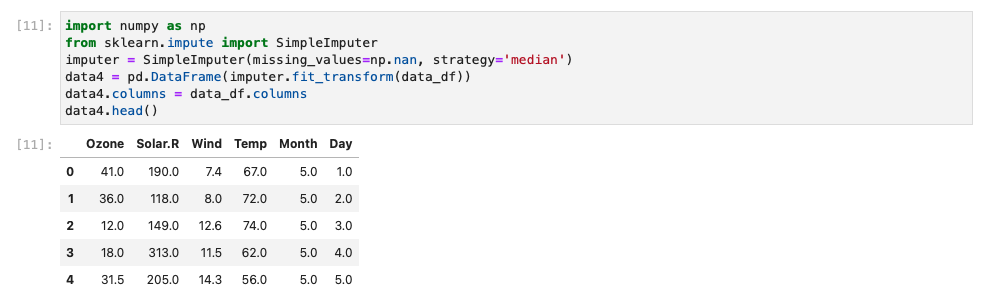 [11]: import numpy as np
from sklearn.impute import SimpleImputer
imputer = SimpleImputer(missing_values=np.nan, strategy='median')
data4 = pd.DataFrame(imputer.fit_transform(data_df))
data4.columns = data_df.columns
data4.head()
[11]: Ozone Solar.R Wind Temp Month Day
0 41.0 190.0 7.4 67.0 5.0 1.0
1 36.0 118.0 8.0 72.0 5.0 2.0
2 12.0 149.0 12.6 74.0 5.0 3.0
3 18.0 313.0 11.5 62.0 5.0 4.0
4 31.5 205.0 14.3 56.0 5.0 5.0